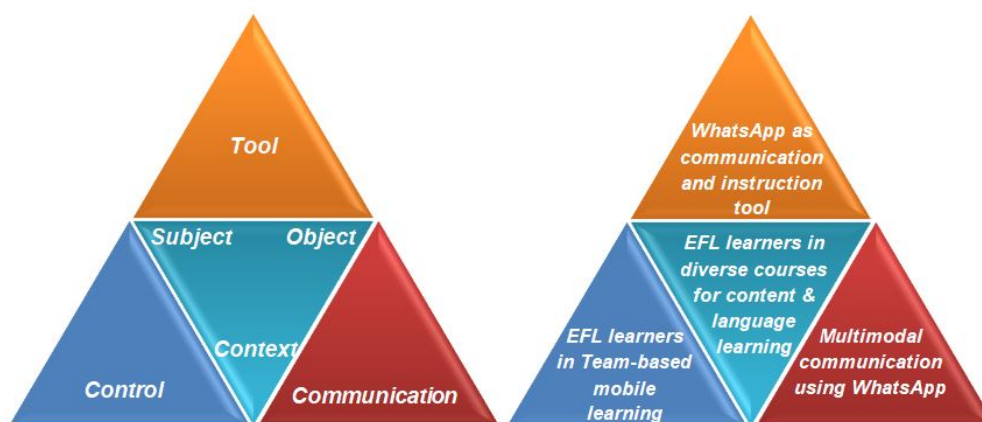 Tool
Subject
Object
Context
Control
Communication
WhatsApp as
communication
and instruction
tool
EFL learners in
diverse courses
for content &
language
learning
EFL learners
in Team-based
mobile
learning
Multimodal
communication
using WhatsApp